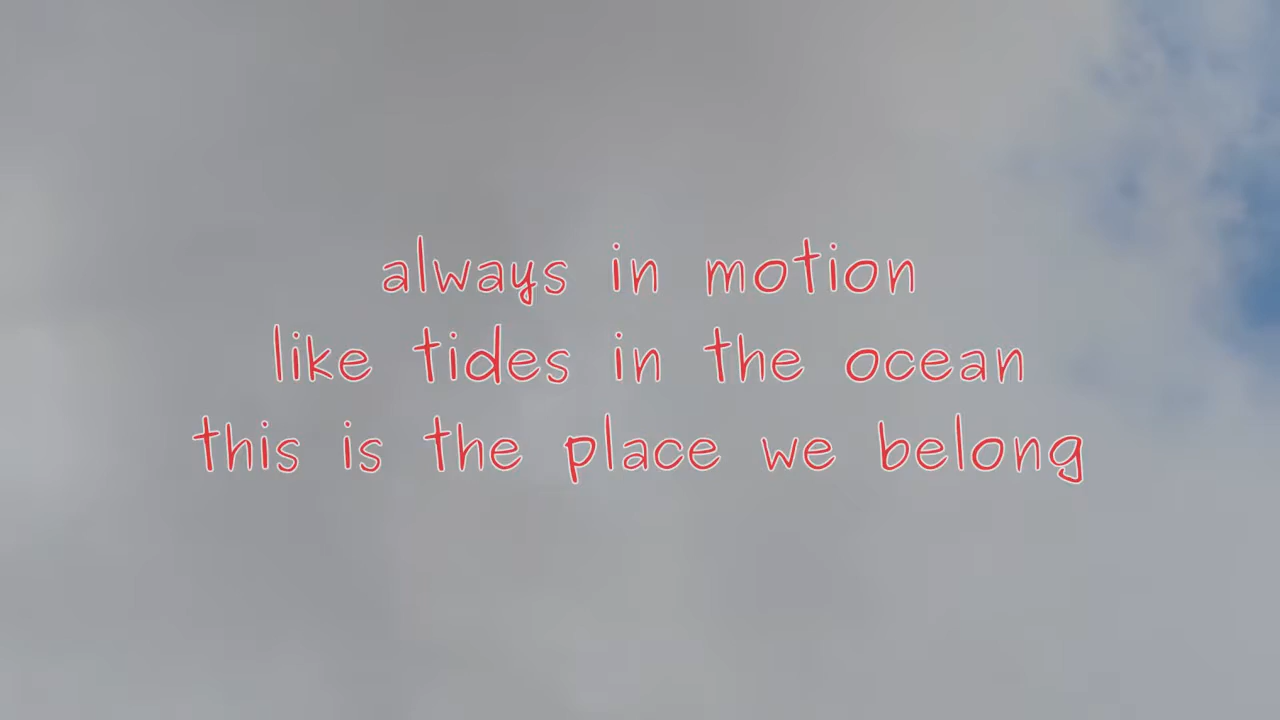 always in motion
like tides in the ocean
this is the place we belong